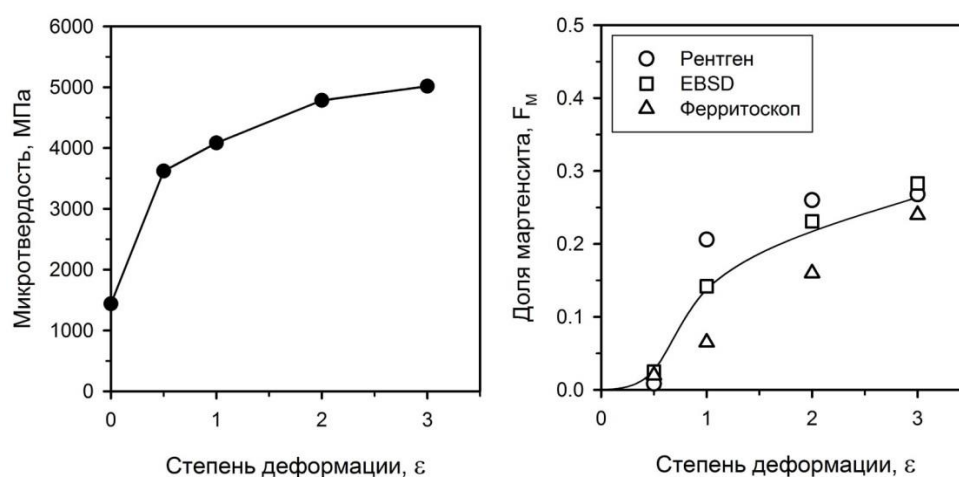 Микротвердость, МПа
6000
5000
4000
3000
2000
1000
0
0 1 2 3
Степень деформации, ε
Доля мартенсита, Fм
0.5
0.4
0.3
0.2
0.1
0.0
Рентген
EBSD
Ферритоскоп
0 1 2 3
Степень деформации, ε